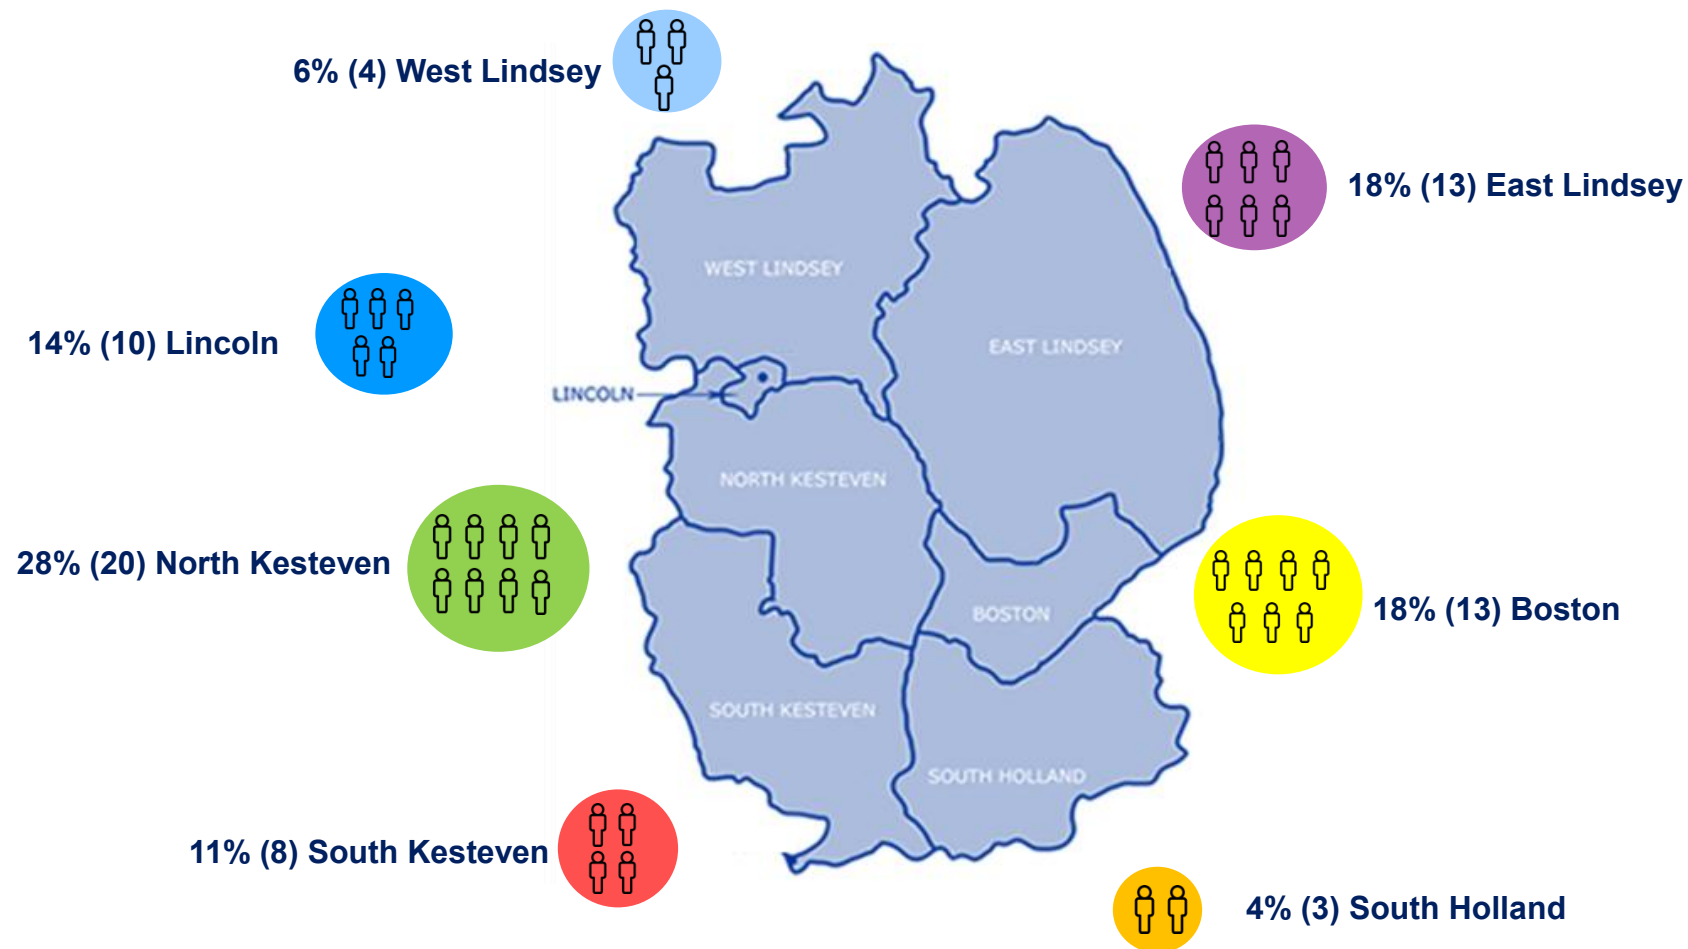 6% (4) West Lindsey
18% (13) East Lindsey
WEST LINDSEY
14% (10) Lincoln
EAST LINDSEY
LINCOLN
NORTH KESTEVEN
28% (20) North Kesteven
18% (13) Boston
BOSTON
SOUTH KESTEVEN
SOUTH HOLLAND
11% (8) South Kesteven
4% (3) South Holland